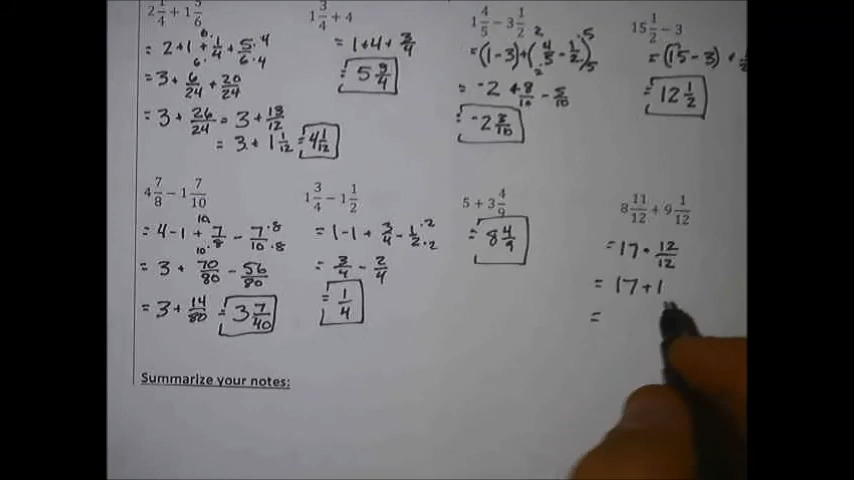 2 1/4 + 1 5/6
= 2+1 + 1/4 + 5/6
= 3 + 6/24 + 20/24
= 3 + 26/24 = 3 + 13/12
= 3 + 1 1/12 = 4 1/12
1 3/4 + 4
= 1+4+ 3/4
= 5 3/4
1 4/5 − 3 1/2
= (1-3)+(4/5 - 1/2)
= -2 + 8/10 - 5/10
= -2 3/10
15 1/2 − 3
= (15-3) + 1/2
= 12 1/2
4 7/8 − 1 7/10
= 4-1 + 7/8 - 7/10
= 3 + 70/80 - 56/80
= 3 + 14/80 = 3 7/40
1 3/4 − 1 1/2
= 1-1 + 3/4 - 1/2
= 3/4 - 2/4
= 1/4
5 + 3 4/9
= 8 4/9
8 11/12 + 9 1/12
= 17 + 12/12
= 17+1
=
Summarize your notes: